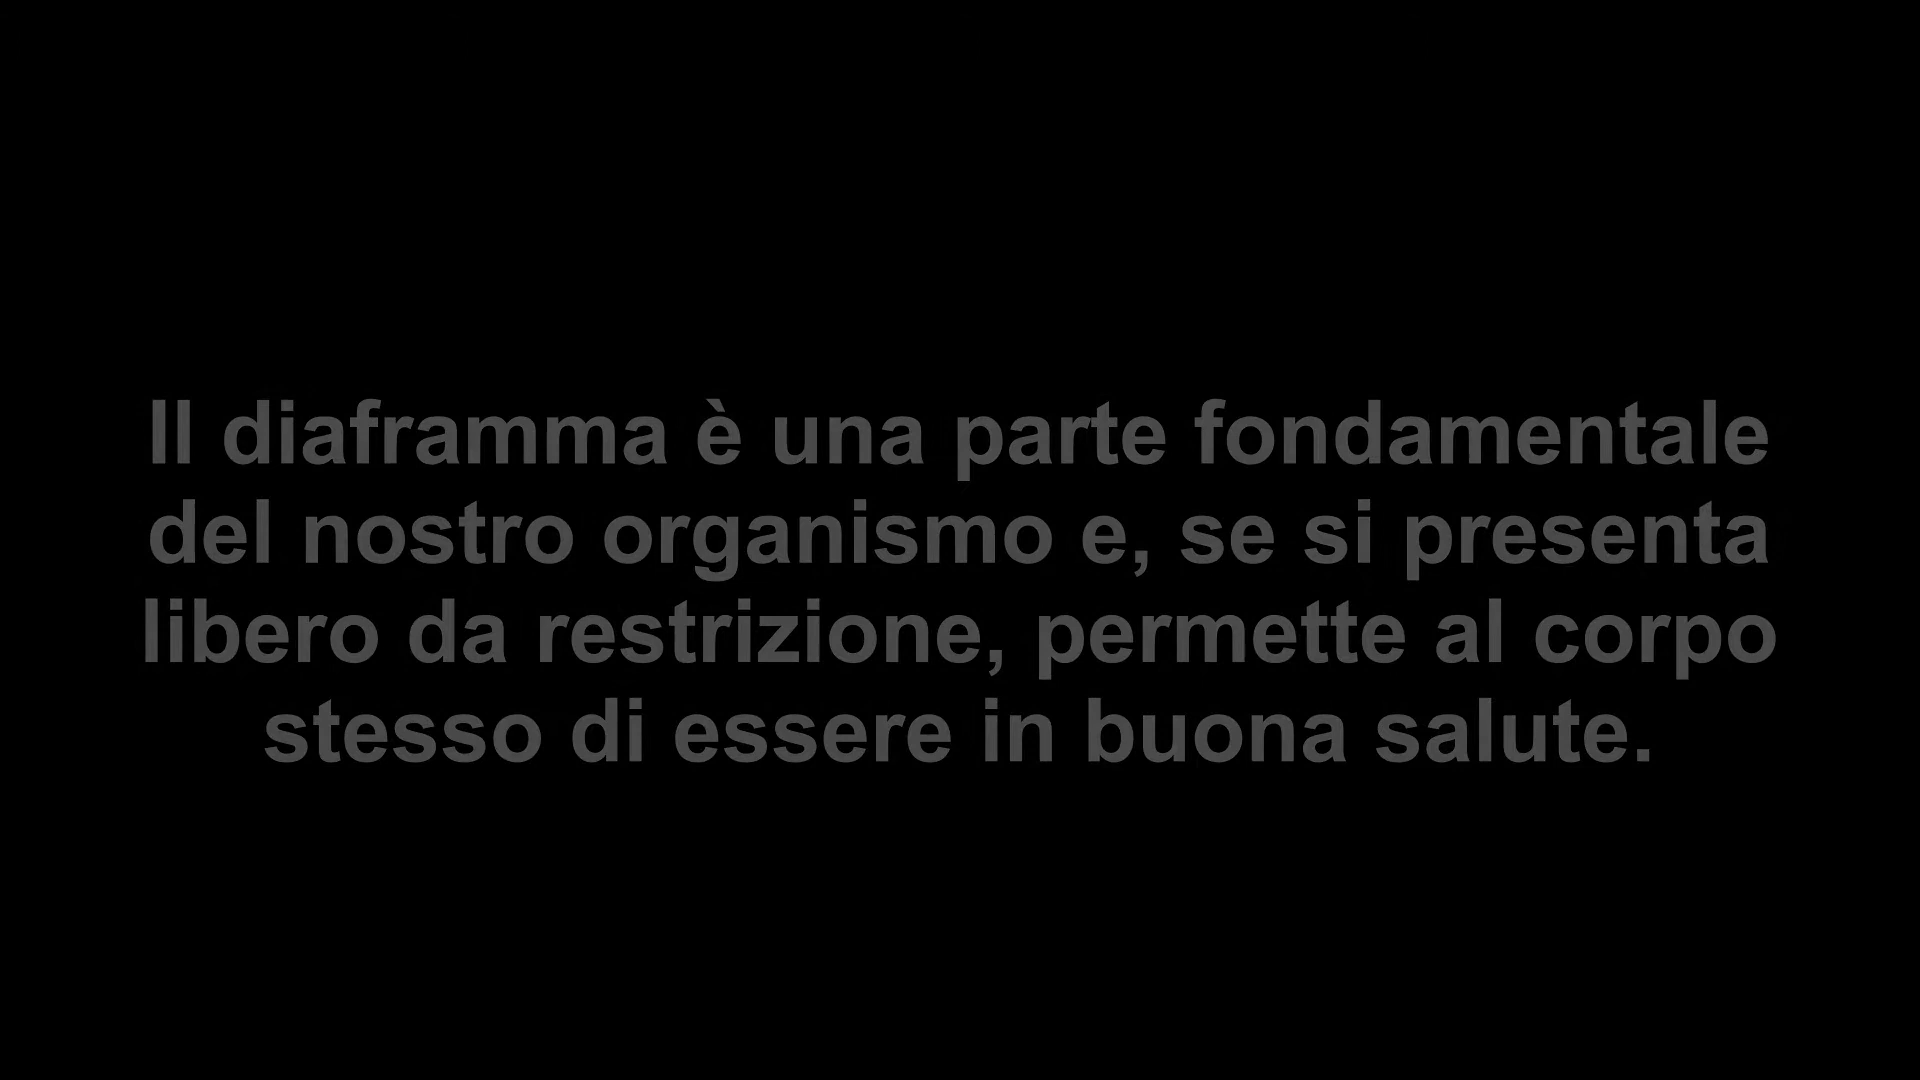 Il diaframma è una parte fondamentale
del nostro organismo e, se si presenta
libero da restrizione, permette al corpo
stesso di essere in buona salute.